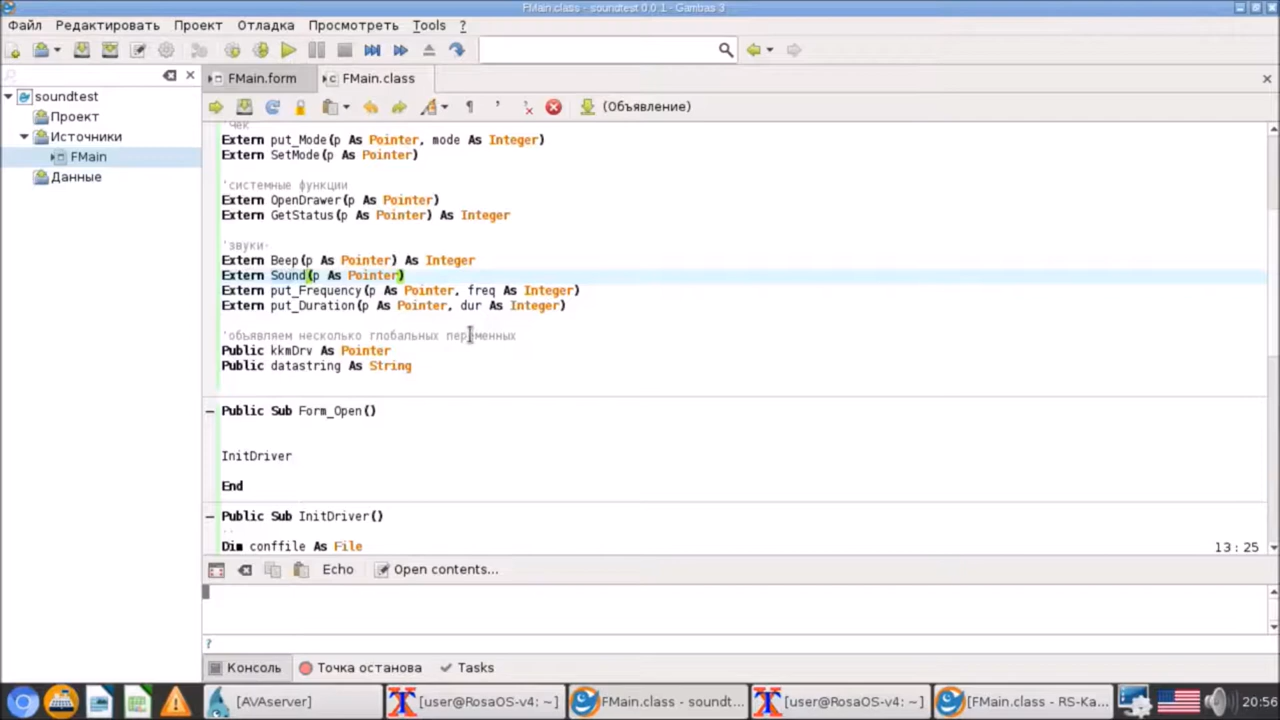 FMain.class - soundtest 0.0.1 - Gambas 3
Файл Редактировать Проект Отладка Просмотреть Tools ?
FMain.form FMain.class
(Объявление)
soundtest
Проект
Источники
FMain
Данные
'чек
Extern put_Mode(p As Pointer, mode As Integer)
Extern SetMode(p As Pointer)
'системные функции
Extern OpenDrawer(p As Pointer)
Extern GetStatus(p As Pointer) As Integer
'звуки
Extern Beep(p As Pointer) As Integer
Extern Sound(p As Pointer)
Extern put_Frequency(p As Pointer, freq As Integer)
Extern put_Duration(p As Pointer, dur As Integer)
'объявляем несколько глобальных переменных
Public kkmDrv As Pointer
Public datastring As String
Public Sub Form_Open()
InitDriver
End
Public Sub InitDriver()
Dim conffile As File
13:25
Echo Open contents...
?
Консоль Точка останова Tasks
[AVAserver] [user@RosaOS-v4: ~] FMain.class - soundt... [user@RosaOS-v4: ~] [FMain.class - RS-Ka... 20:56